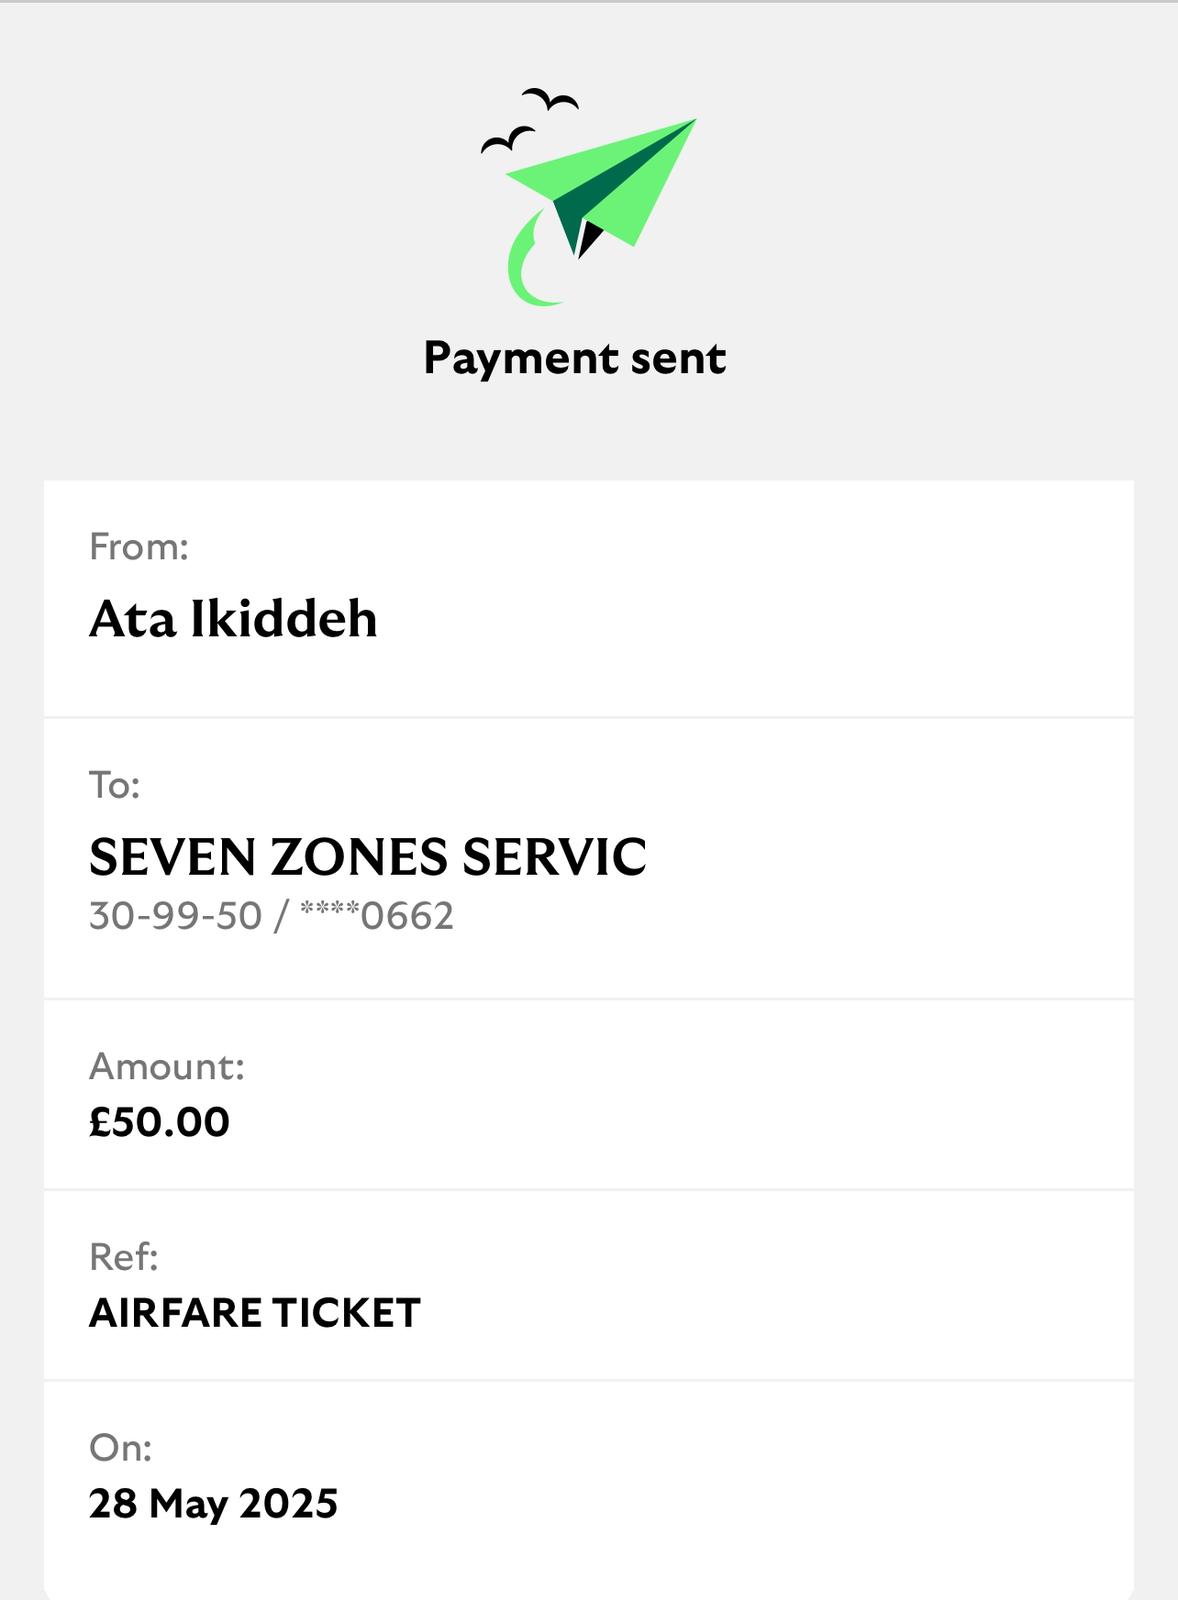 Payment sent
From:
Ata Ikiddeh
To:
SEVEN ZONES SERVIC
30-99-50 / ****0662
Amount:
£50.00
Ref:
AIRFARE TICKET
On:
28 May 2025